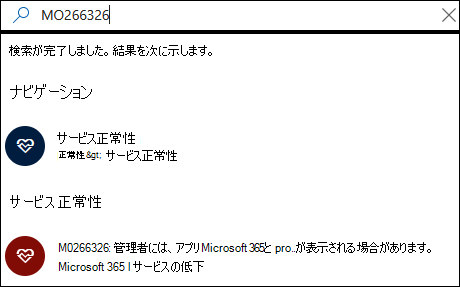 MO266326
検索が完了しました。結果を次に示します。
ナビゲーション
サービス正常性
正常性&gt; サービス正常性
サービス正常性
MO266326: 管理者には、アプリMicrosoft 365と pro..が表示される場合があります。
Microsoft 365 l サービスの低下